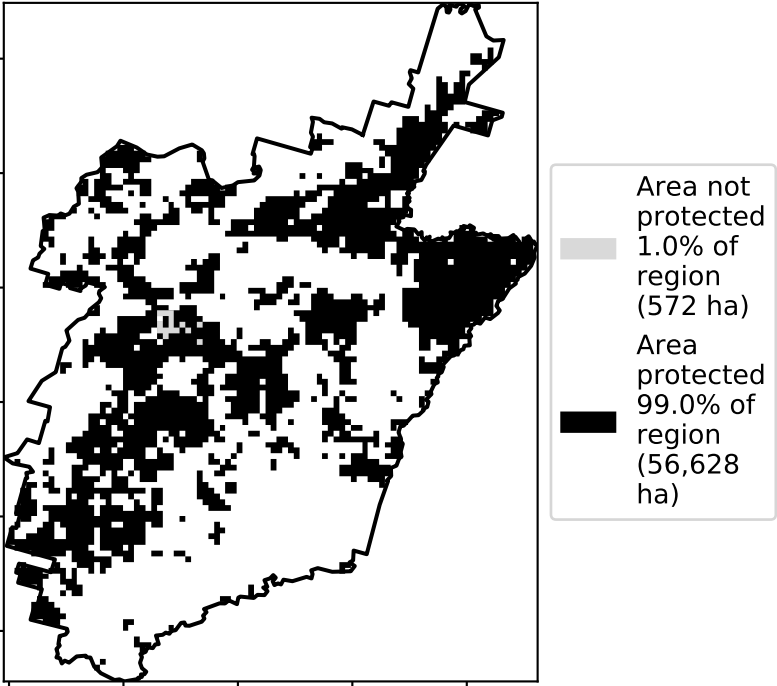 Area not
protected
1.0% of
region
(572 ha)
Area
protected
99.0% of
region
(56,628
ha)